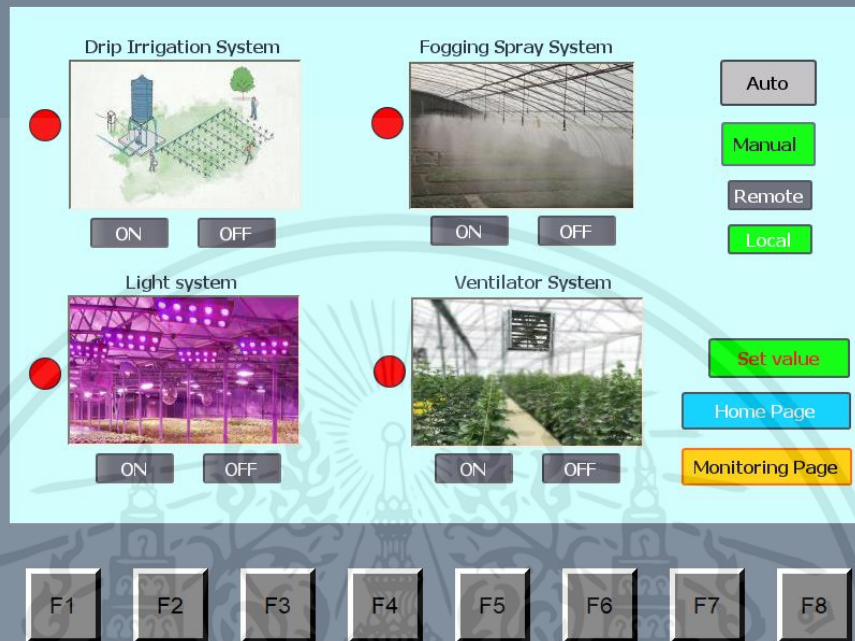 Drip Irrigation System
Fogging Spray System
Auto
Manual
Remote
Local
ON
OFF
ON
OFF
Light system
Ventilator System
Set value
Home Page
Monitoring Page
ON
OFF
ON
OFF
F1
F2
F3
F4
F5
F6
F7
F8